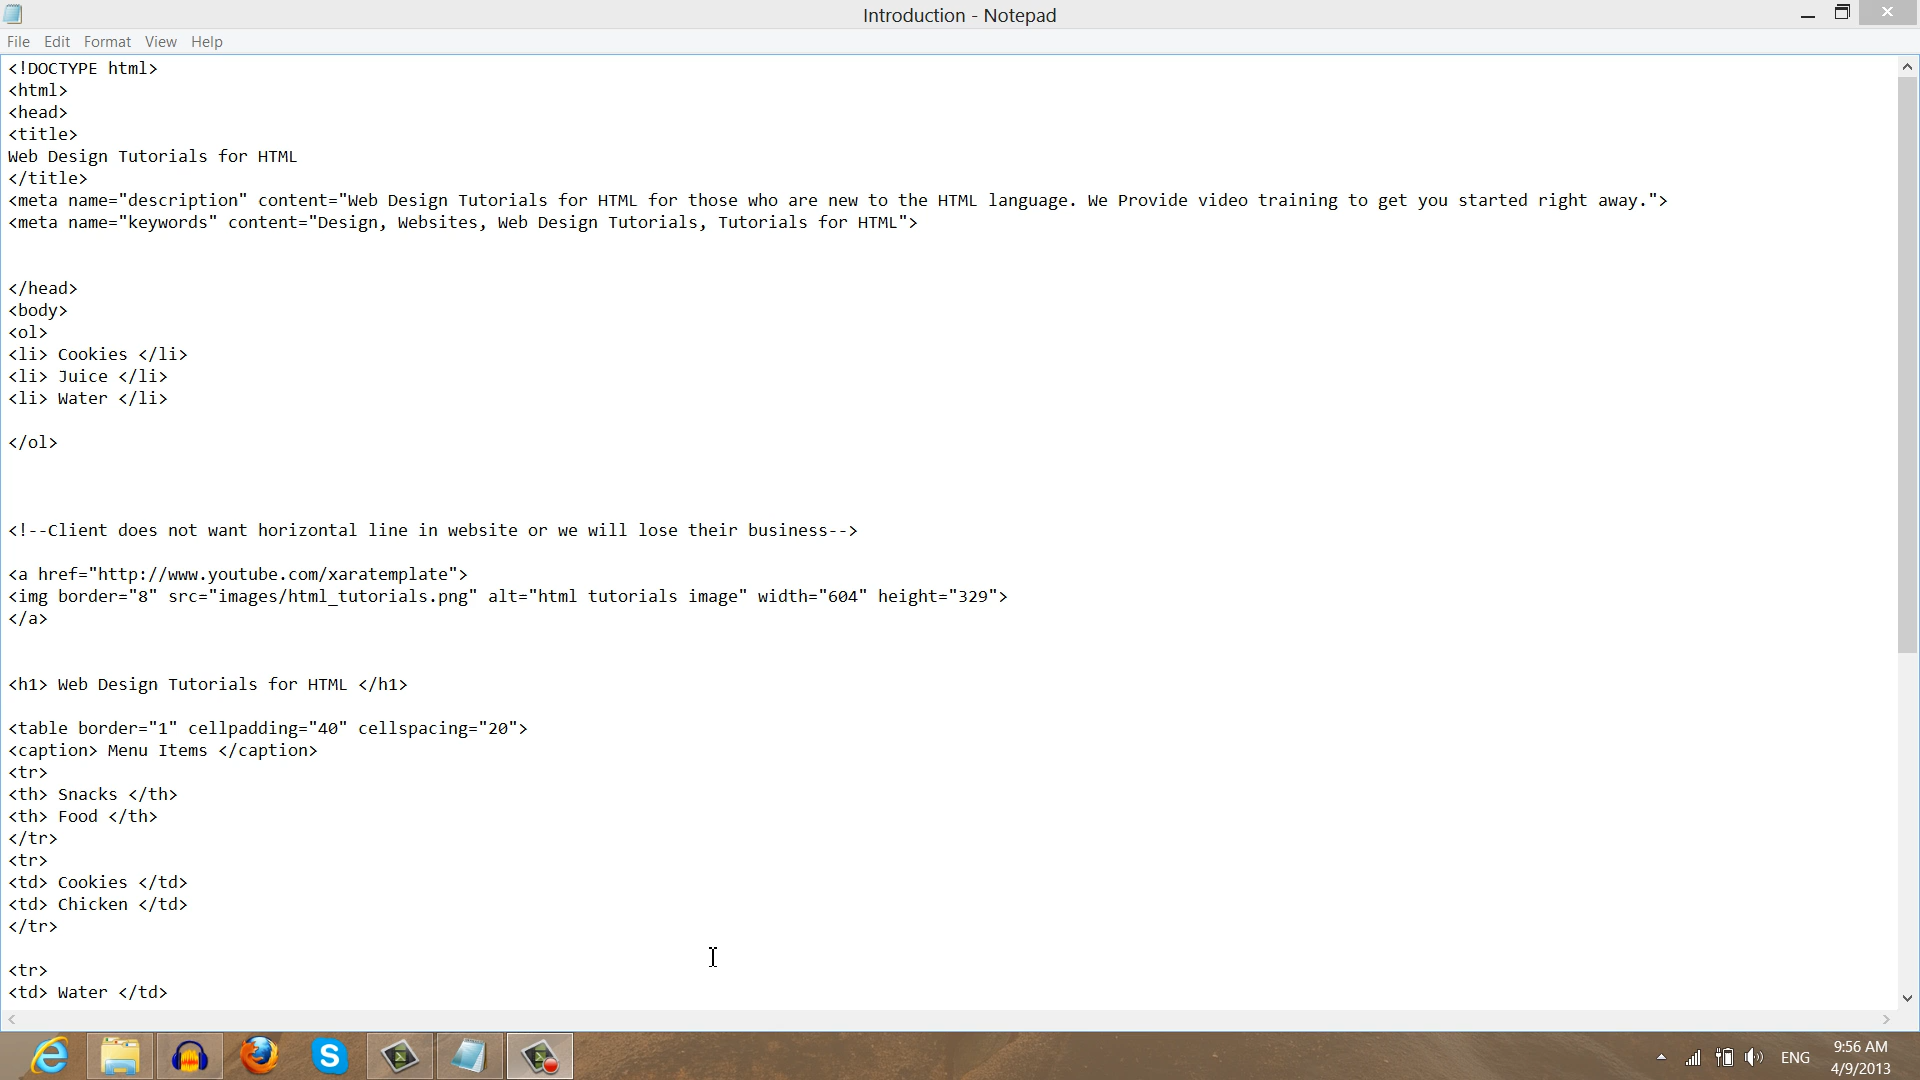 Introduction - Notepad
File Edit Format View Help
<!DOCTYPE html>
<html>
<head>
<title>
Web Design Tutorials for HTML
</title>
<meta name="description" content="Web Design Tutorials for HTML for those who are new to the HTML language. We Provide video training to get you started right away.">
<meta name="keywords" content="Design, Websites, Web Design Tutorials, Tutorials for HTML">
</head>
<body>
<ol>
<li> Cookies </li>
<li> Juice </li>
<li> Water </li>
</ol>
<!--Client does not want horizontal line in website or we will lose their business-->
<a href="http://www.youtube.com/xaratemplate">
<img border="8" src="images/html_tutorials.png" alt="html tutorials image" width="604" height="329">
</a>
<h1> Web Design Tutorials for HTML </h1>
<table border="1" cellpadding="40" cellspacing="20">
<caption> Menu Items </caption>
<tr>
<th> Snacks </th>
<th> Food </th>
</tr>
<tr>
<td> Cookies </td>
<td> Chicken </td>
</tr>
<tr>
<td> Water </td>
ENG
9:56 AM
4/9/2013